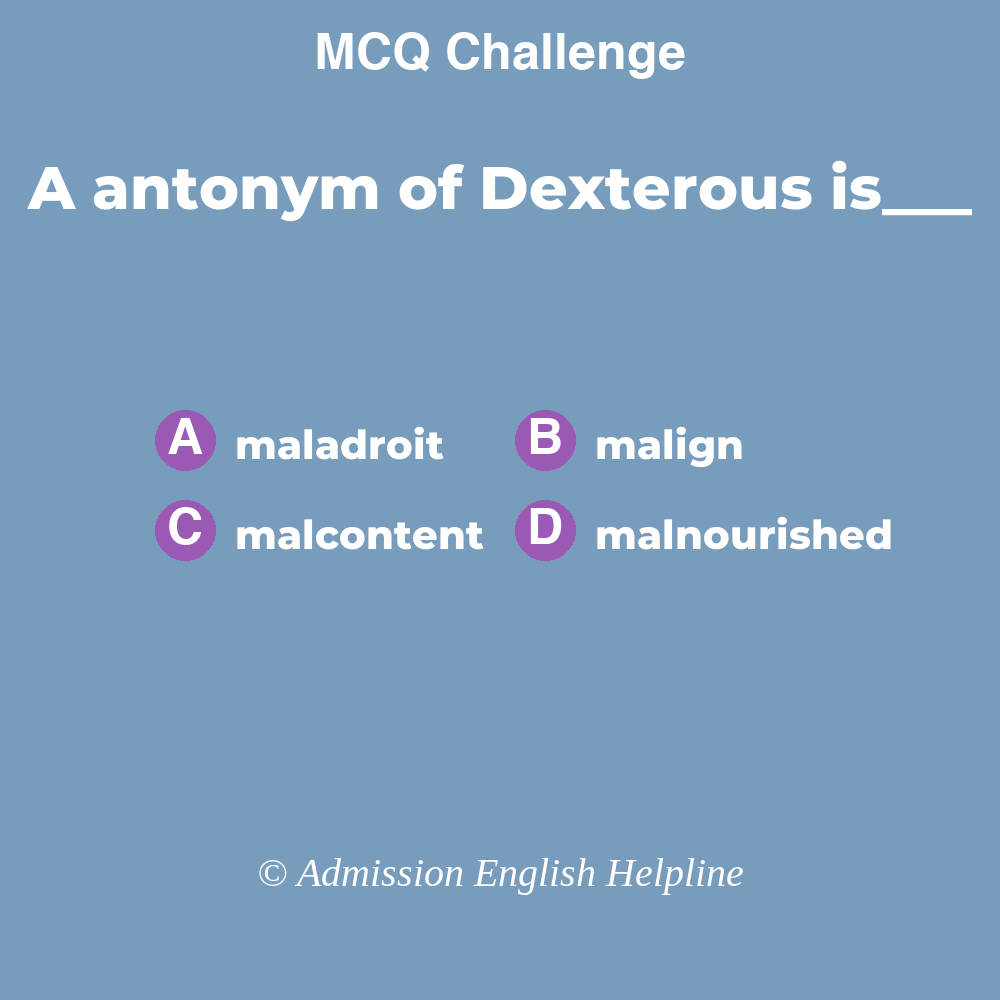 MCQ Challenge
A antonym of Dexterous is___
A maladroit B malign
C malcontent D malnourished
© Admission English Helpline